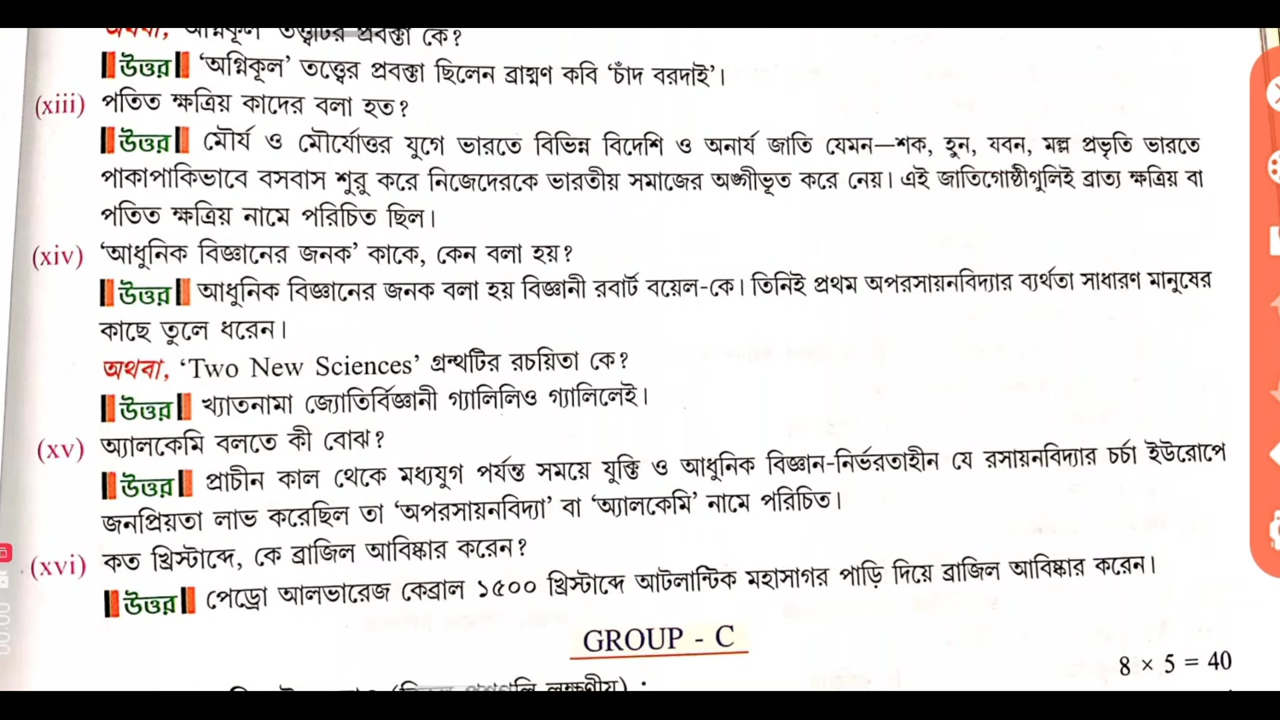 অথবা, 'অগ্নিকূল' তত্ত্বটির প্রবক্তা কে?
উত্তর 'অগ্নিকূল' তত্ত্বের প্রবক্তা ছিলেন ব্রাহ্মণ কবি 'চাঁদ বরদাই'।
(xiii) পতিত ক্ষত্রিয় কাদের বলা হত?
উত্তর মৌর্য ও মৌর্যোত্তর যুগে ভারতে বিভিন্ন বিদেশি ও অনার্য জাতি যেমন—শক, হুন, যবন, মল্ল প্রভৃতি ভারতে
পাকাপাকিভাবে বসবাস শুরু করে নিজেদেরকে ভারতীয় সমাজের অঙ্গীভূত করে নেয়। এই জাতিগোষ্ঠীগুলিই ব্রাত্য ক্ষত্রিয় বা
পতিত ক্ষত্রিয় নামে পরিচিত ছিল।
(xiv) 'আধুনিক বিজ্ঞানের জনক' কাকে, কেন বলা হয়?
উত্তর আধুনিক বিজ্ঞানের জনক বলা হয় বিজ্ঞানী রবার্ট বয়েল-কে। তিনিই প্রথম অপরসায়নবিদ্যার ব্যর্থতা সাধারণ মানুষের
কাছে তুলে ধরেন।
অথবা, 'Two New Sciences' গ্রন্থটির রচয়িতা কে?
উত্তর খ্যাতনামা জ্যোতির্বিজ্ঞানী গ্যালিলিও গ্যালিলেই।
(xv) অ্যালকেমি বলতে কী বোঝ?
উত্তর প্রাচীন কাল থেকে মধ্যযুগ পর্যন্ত সময়ে যুক্তি ও আধুনিক বিজ্ঞান-নির্ভরতাহীন যে রসায়নবিদ্যার চর্চা ইউরোপে
জনপ্রিয়তা লাভ করেছিল তা 'অপরসায়নবিদ্যা' বা 'অ্যালকেমি' নামে পরিচিত।
(xvi) কত খ্রিস্টাব্দে, কে ব্রাজিল আবিষ্কার করেন?
উত্তর পেড্রো আলভারেজ কেব্রাল ১৫০০ খ্রিস্টাব্দে আটলান্টিক মহাসাগর পাড়ি দিয়ে ব্রাজিল আবিষ্কার করেন।
GROUP - C
8 × 5 = 40